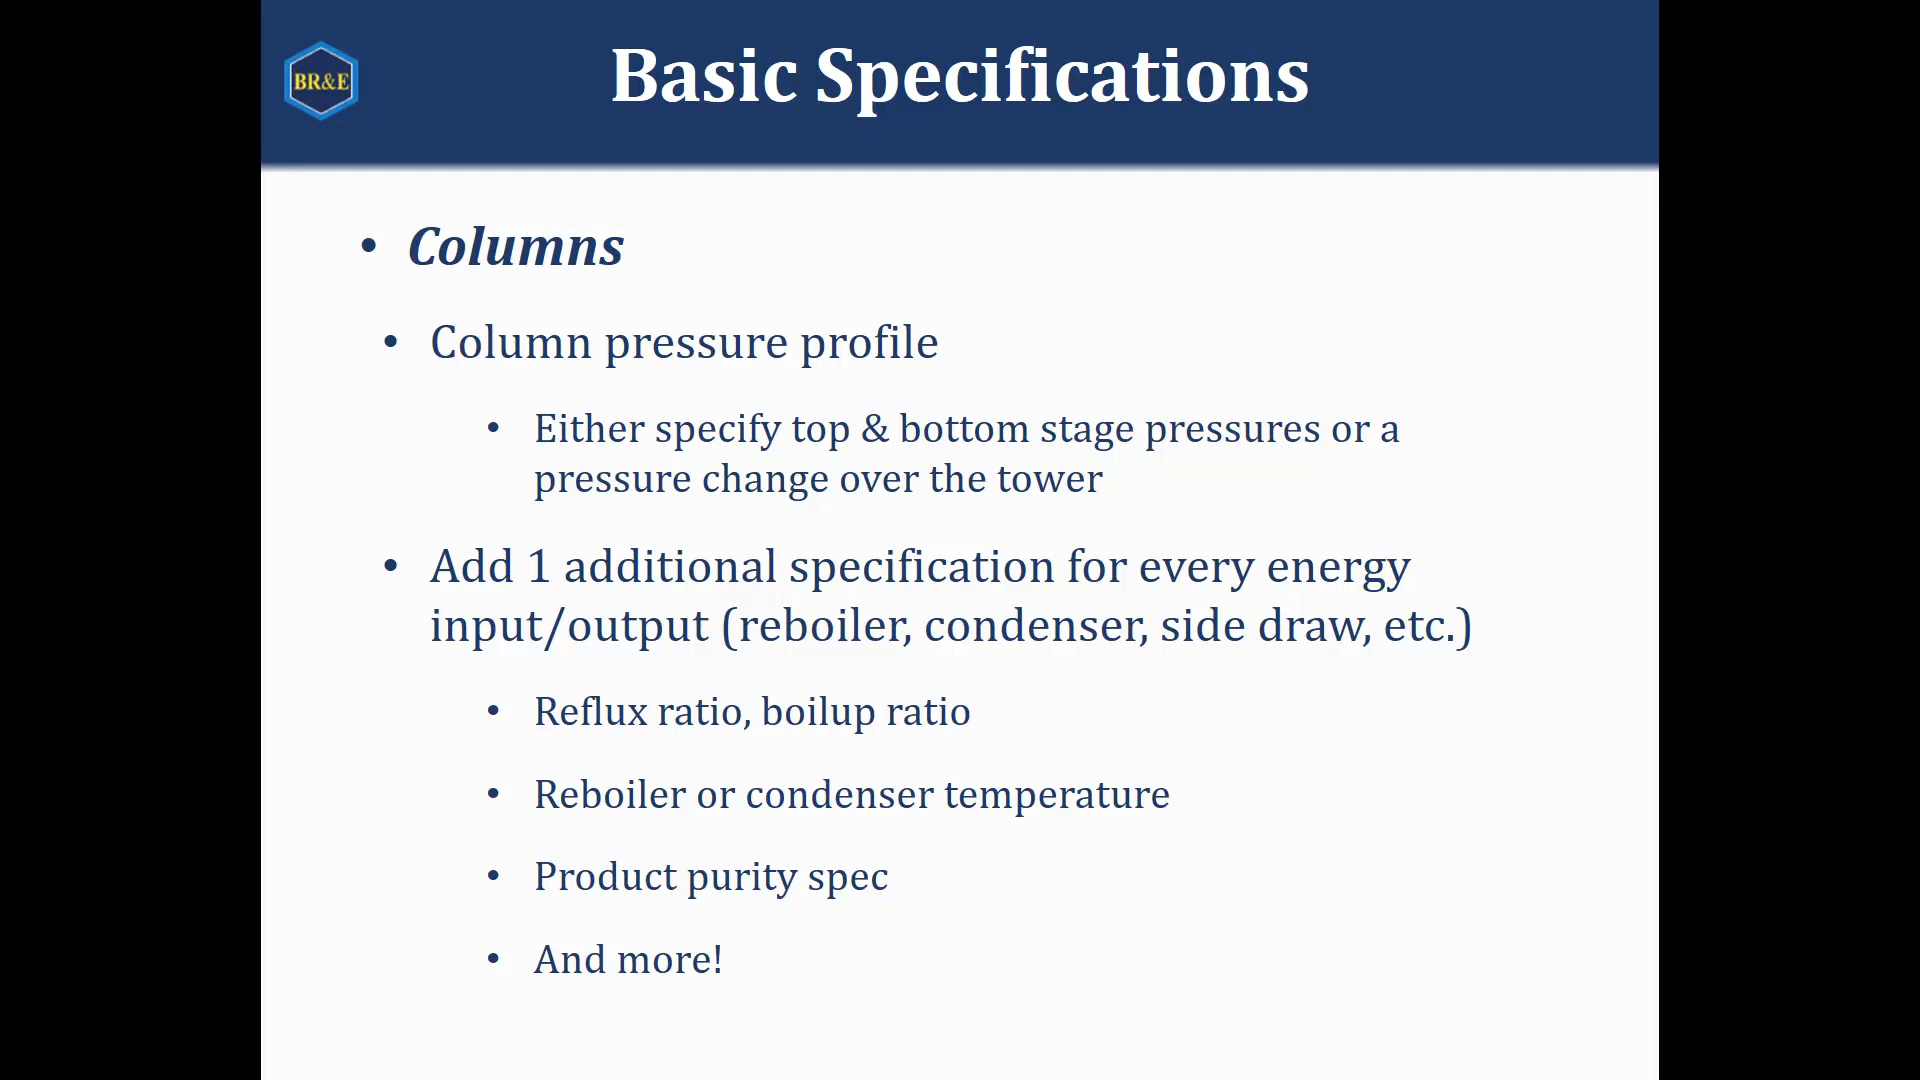 BR&E
Basic Specifications
• Columns
• Column pressure profile
• Either specify top & bottom stage pressures or a
pressure change over the tower
• Add 1 additional specification for every energy
input/output (reboiler, condenser, side draw, etc.)
• Reflux ratio, boilup ratio
• Reboiler or condenser temperature
• Product purity spec
• And more!